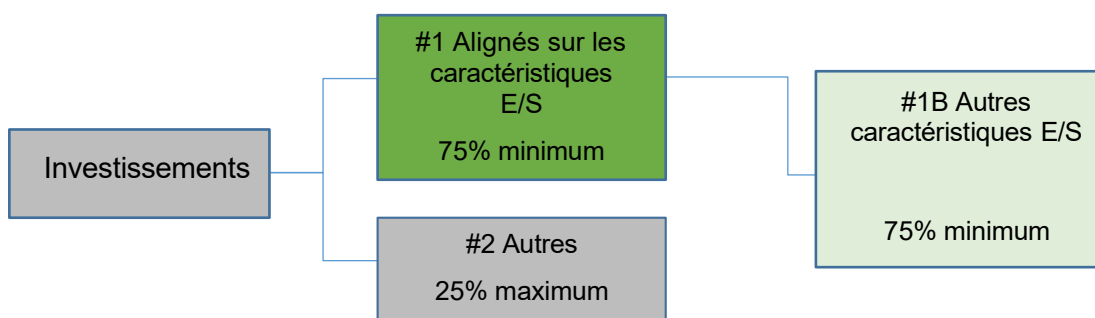 Investissements
#1 Alignés sur les
caractéristiques
E/S
75% minimum
#2 Autres
25% maximum
#1B Autres
caractéristiques E/S
75% minimum